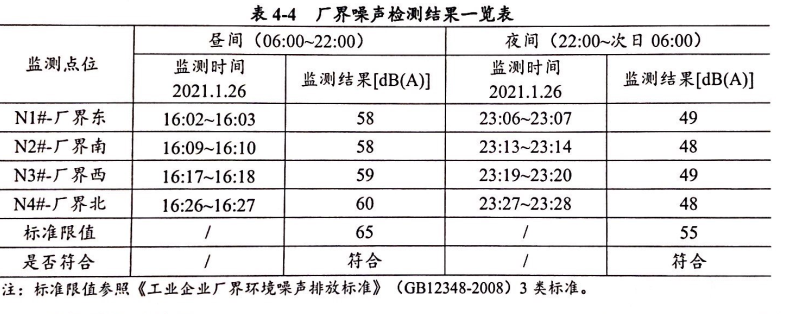 表 4-4 厂界噪声检测结果一览表
监测点位 昼间（06:00~22:00） 夜间（22:00~次日 06:00）
监测时间 2021.1.26 监测结果[dB(A)] 监测时间 2021.1.26 监测结果[dB(A)]
N1#-厂界东 16:02~16:03 58 23:06~23:07 49
N2#-厂界南 16:09~16:10 58 23:13~23:14 48
N3#-厂界西 16:17~16:18 59 23:19~23:20 49
N4#-厂界北 16:26~16:27 60 23:27~23:28 48
标准限值 / 65 / 55
是否符合 / 符合 / 符合
注：标准限值参照《工业企业厂界环境噪声排放标准》（GB12348-2008）3 类标准。